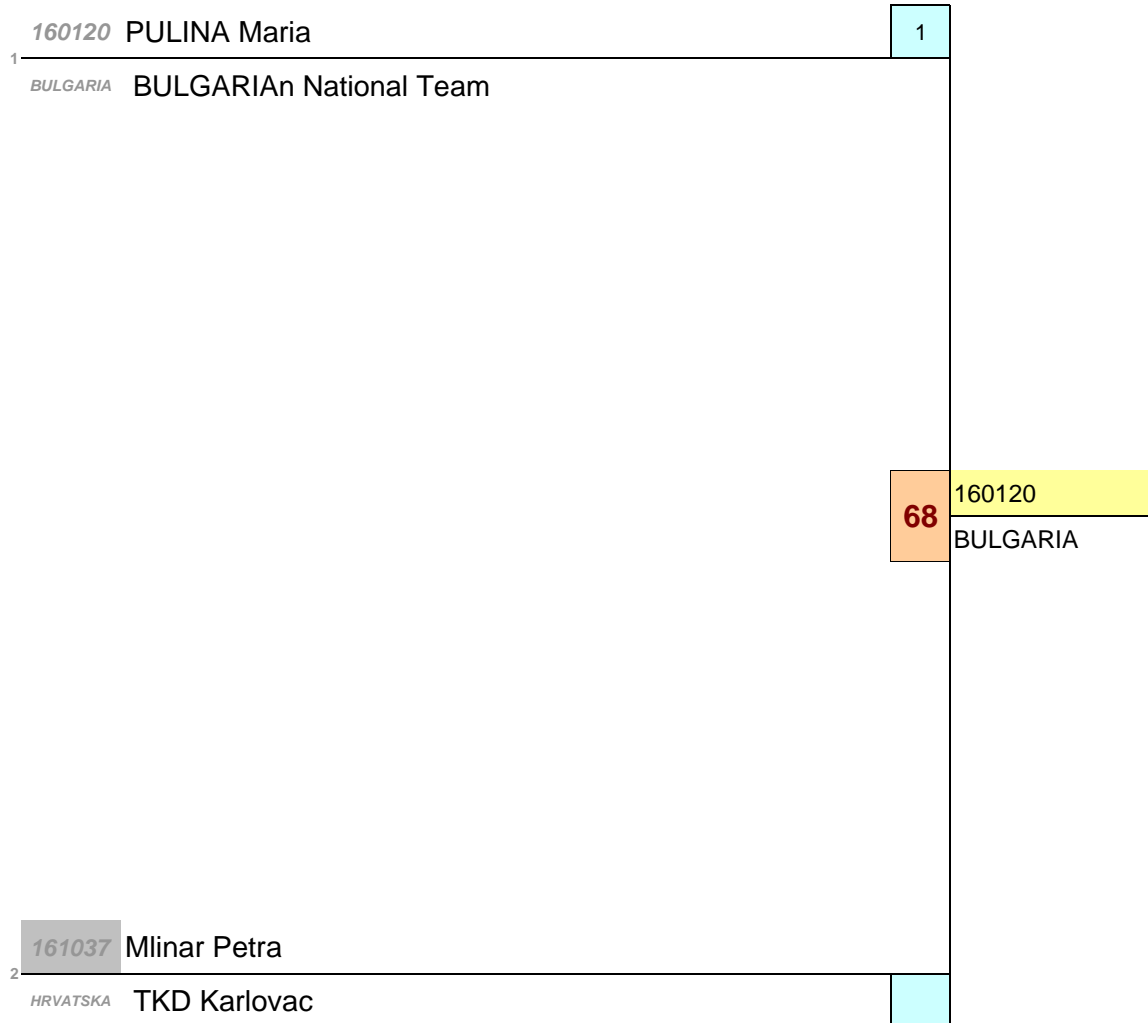 160120 PULINA Maria 1
1
BULGARIA BULGARIAn National Team
68 160120
BULGARIA
161037 Mlinar Petra
2
HRVATSKA TKD Karlovac